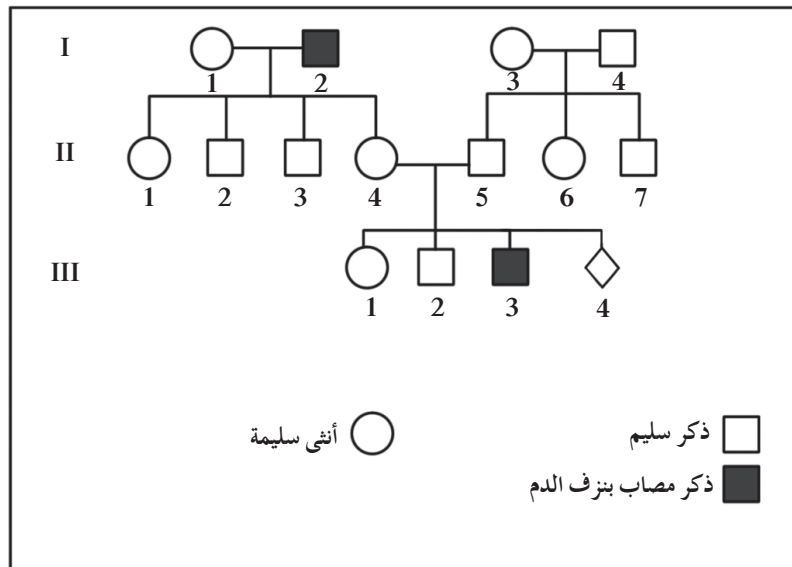 I
1 2 3 4
II
1 2 3 4 5 6 7
III
1 2 3 4
ذكر سليم
أنثى سليمة
ذكر مصاب بنزف الدم